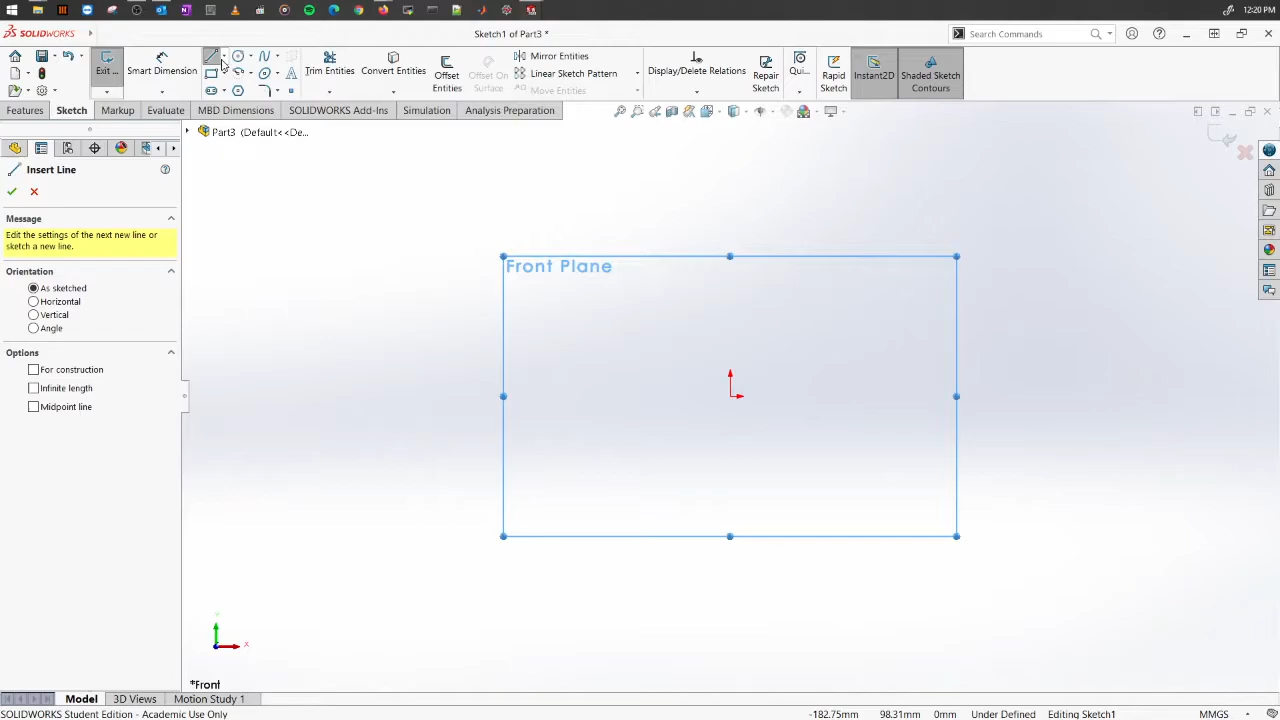 12:20 PM
SOLIDWORKS
Sketch1 of Part3 *
Search Commands
Exit ...
Smart Dimension
Trim Entities
Convert Entities
Offset Entities
Offset On Surface
Mirror Entities
Linear Sketch Pattern
Move Entities
Display/Delete Relations
Repair Sketch
Qui...
Rapid Sketch
Instant2D
Shaded Sketch Contours
Features
Sketch
Markup
Evaluate
MBD Dimensions
SOLIDWORKS Add-Ins
Simulation
Analysis Preparation
Part3 (Default<<De...
Insert Line
Message
Edit the settings of the next new line or
sketch a new line.
Orientation
As sketched
Horizontal
Vertical
Angle
Options
For construction
Infinite length
Midpoint line
Front Plane
Y
X
*Front
Model
3D Views
Motion Study 1
SOLIDWORKS Student Edition - Academic Use Only
-182.75mm
98.31mm
0mm
Under Defined
Editing Sketch1
MMGS